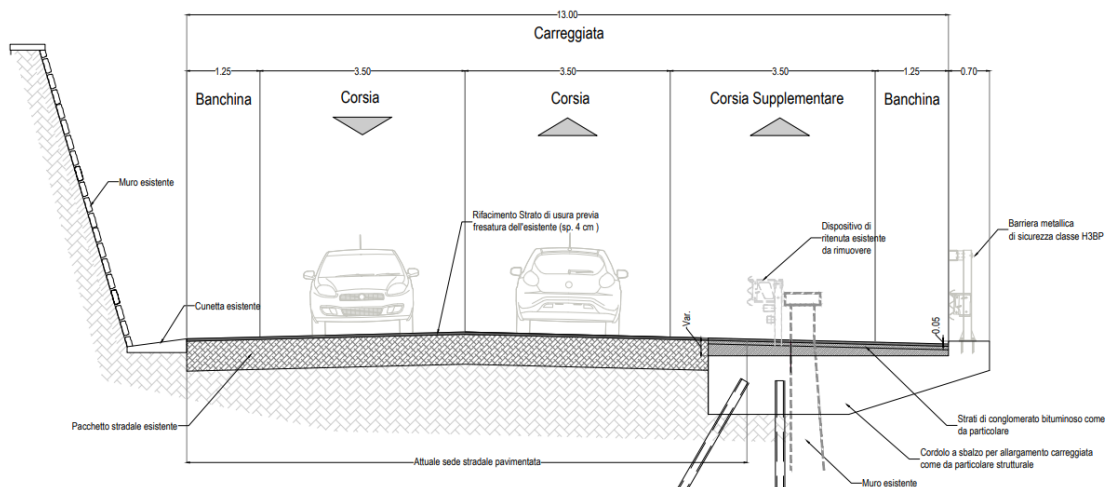 13.00
Carreggiata
1.25
3.50
3.50
3.50
1.25
0.70
Banchina
Corsia
Corsia
Corsia Supplementare
Banchina
Muro esistente
Rifacimento Strato di usura previa
fresatura dell'esistente (sp. 4 cm )
Dispositivo di
ritenuta esistente
da rimuovere
Barriera metallica
di sicurezza classe H3BP
Cunetta esistente
Var.
0.05
Pacchetto stradale esistente
Strati di conglomerato bituminoso come
da particolare
Attuale sede stradale pavimentata
Cordolo a sbalzo per allargamento carreggiata
come da particolare strutturale
Muro esistente